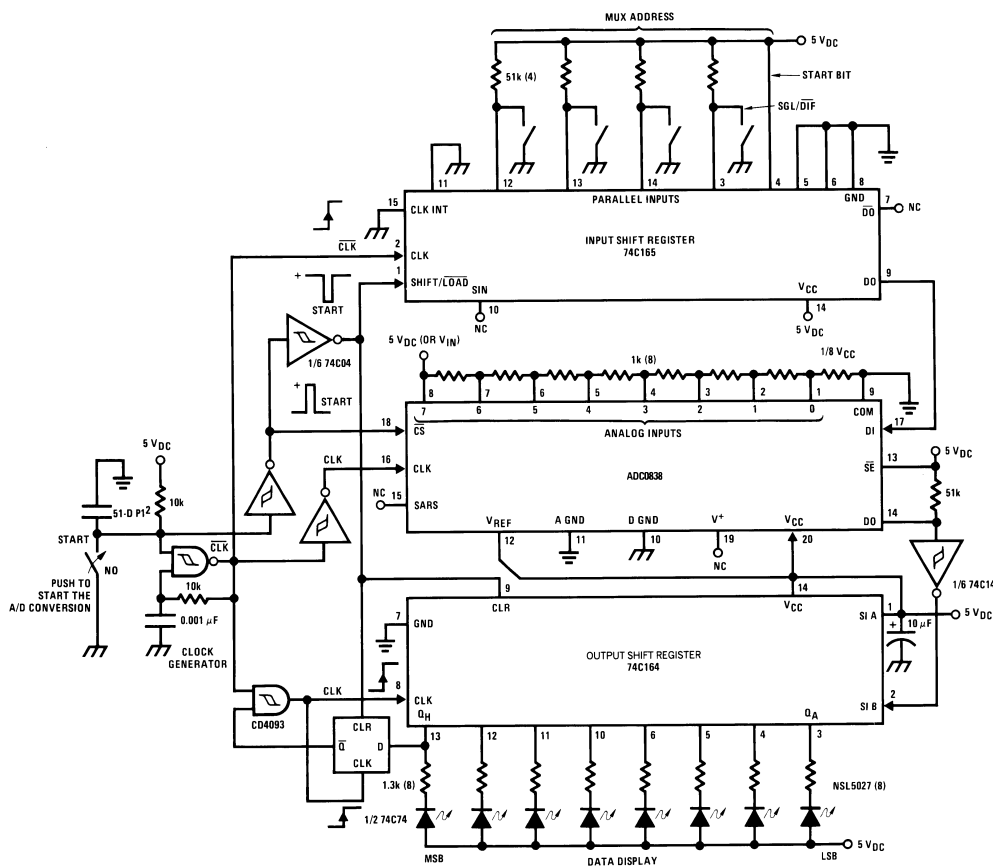 MUX ADDRESS
5 VDC
51k (4)
START BIT
SGL/DIF
11
12
13
14
3
4
5
6
8
PARALLEL INPUTS
GND
15
CLK INT
DO
7
NC
INPUT SHIFT REGISTER
74C165
CLK
2
CLK
1
SHIFT/LOAD
9
DO
SIN
10
NC
VCC
14
5 VDC
+
START
1/6 74C04
+
START
5 VDC (OR VIN)
1k (8)
1/8 VCC
8
7
6
5
4
3
2
1
9
7
6
5
4
3
2
1
0
COM
ANALOG INPUTS
18
CS
DI
17
CLK
16
CLK
ADC0838
SE
13
5 VDC
51k
NC
15
SARS
DO
14
VREF
12
A GND
11
D GND
10
V+
19
NC
VCC
20
1/6 74C14
5 VDC
10k
51-D P12
START
NO
PUSH TO
START THE
A/D CONVERSION
CLK
10k
0.001 µF
CLOCK
GENERATOR
9
CLR
14
VCC
7
GND
SI A
1
5 VDC
+
10 µF
OUTPUT SHIFT REGISTER
74C164
CLK
8
CLK
2
SI B
QH
QA
CD4093
CLR
Q
D
CLK
1/2 74C74
13
12
11
10
6
5
4
3
1.3k (8)
NSL5027 (8)
MSB
DATA DISPLAY
LSB
5 VDC